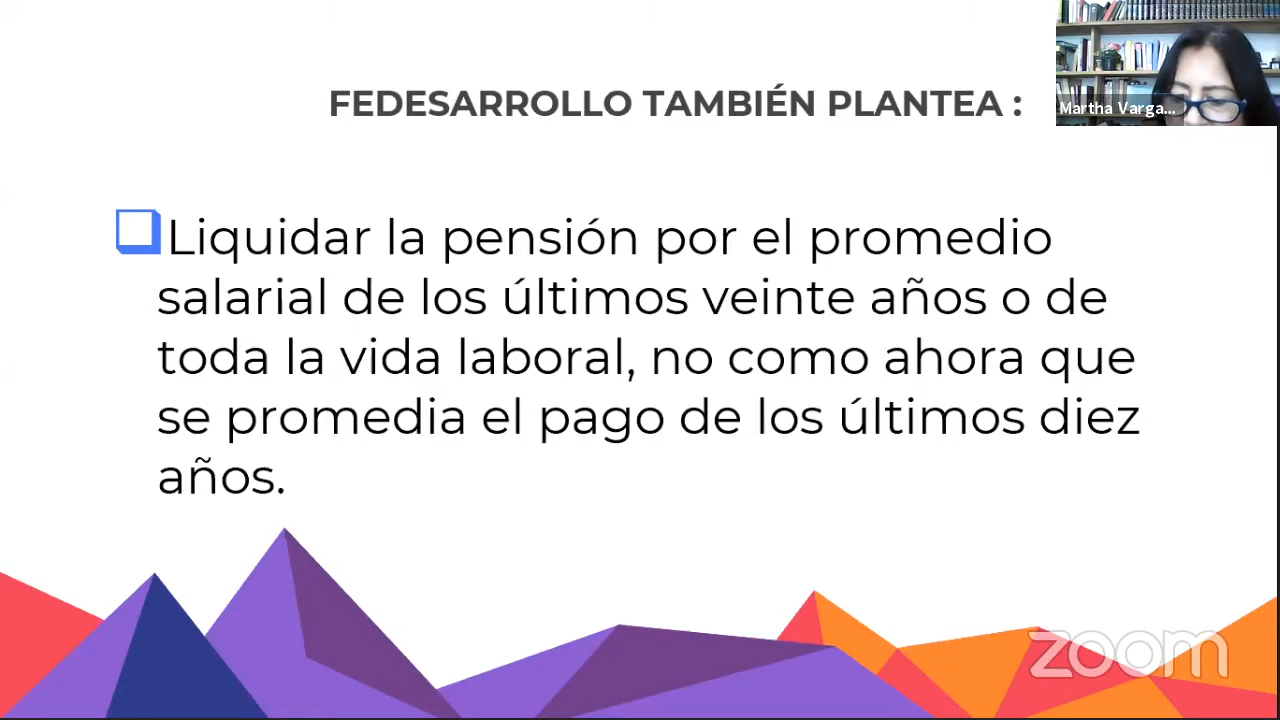 FEDESARROLLO TAMBIÉN PLANTEA :
Martha Varga...
Liquidar la pensión por el promedio
salarial de los últimos veinte años o de
toda la vida laboral, no como ahora que
se promedia el pago de los últimos diez
años.
zoom